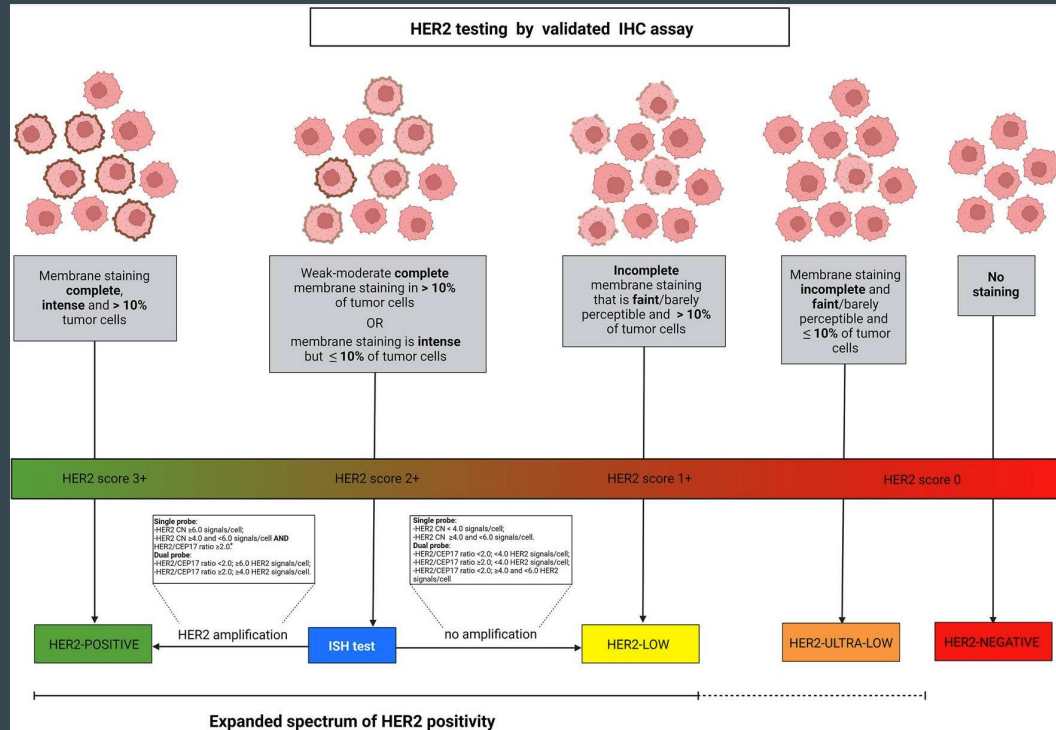 HER2 testing by validated IHC assay
Membrane staining
complete,
intense and > 10%
tumor cells
Weak-moderate complete
membrane staining in > 10%
of tumor cells
OR
membrane staining is intense
but ≤ 10% of tumor cells
Incomplete
membrane staining
that is faint/barely
perceptible and > 10%
of tumor cells
Membrane staining
incomplete and
faint/barely
perceptible and
≤ 10% of tumor
cells
No
staining
HER2 score 3+
HER2 score 2+
HER2 score 1+
HER2 score 0
Single probe:
-HER2 CN ≥6.0 signals/cell;
-HER2 CN ≥4.0 and <6.0 signals/cell AND
HER2/CEP17 ratio ≥2.0*
Dual probe:
-HER2/CEP17 ratio <2.0; ≥6.0 HER2 signals/cell;
-HER2/CEP17 ratio ≥2.0; ≥4.0 HER2 signals/cell.
Single probe:
-HER2 CN < 4.0 signals/cell;
-HER2 CN ≥4.0 and <6.0 signals/cell.
Dual probe:
-HER2/CEP17 ratio <2.0; <4.0 HER2 signals/cell;
-HER2/CEP17 ratio ≥2.0; <4.0 HER2 signals/cell;
-HER2/CEP17 ratio <2.0; ≥4.0 and <6.0 HER2
signals/cell
HER2-POSITIVE
HER2 amplification
ISH test
no amplification
HER2-LOW
HER2-ULTRA-LOW
HER2-NEGATIVE
Expanded spectrum of HER2 positivity